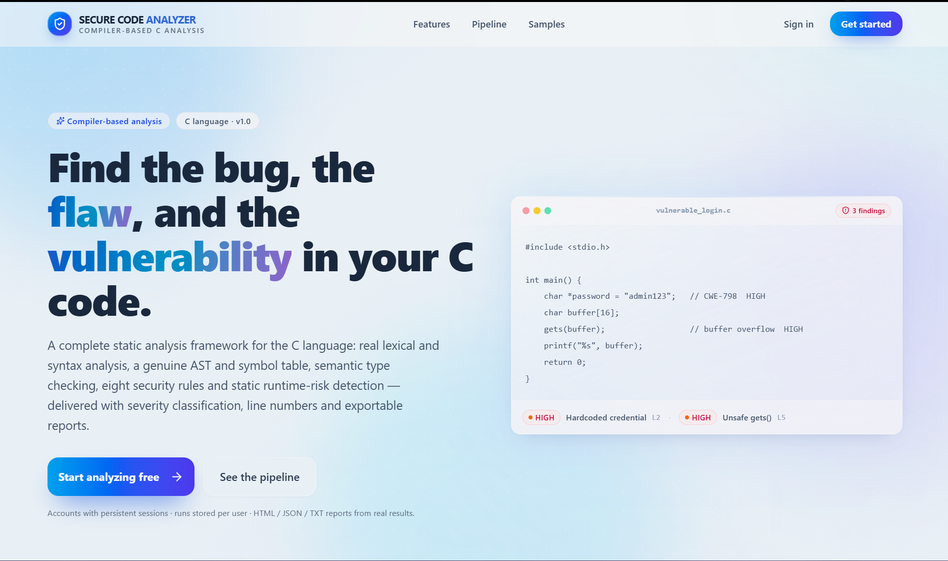 SECURE CODE ANALYZER
COMPILER-BASED C ANALYSIS
Features Pipeline Samples
Sign in Get started
Compiler-based analysis C language · v1.0
Find the bug, the
flaw, and the
vulnerability in your C
code.
A complete static analysis framework for the C language: real lexical and
syntax analysis, a genuine AST and symbol table, semantic type
checking, eight security rules and static runtime-risk detection —
delivered with severity classification, line numbers and exportable
reports.
Start analyzing free → See the pipeline
Accounts with persistent sessions · runs stored per user · HTML / JSON / TXT reports from real results.
vulnerable_login.c 3 findings
#include <stdio.h>
int main() {
    char *password = "admin123";   // CWE-798  HIGH
    char buffer[16];
    gets(buffer);                  // buffer overflow  HIGH
    printf("%s", buffer);
    return 0;
}
HIGH Hardcoded credential L2 · HIGH Unsafe gets() L5